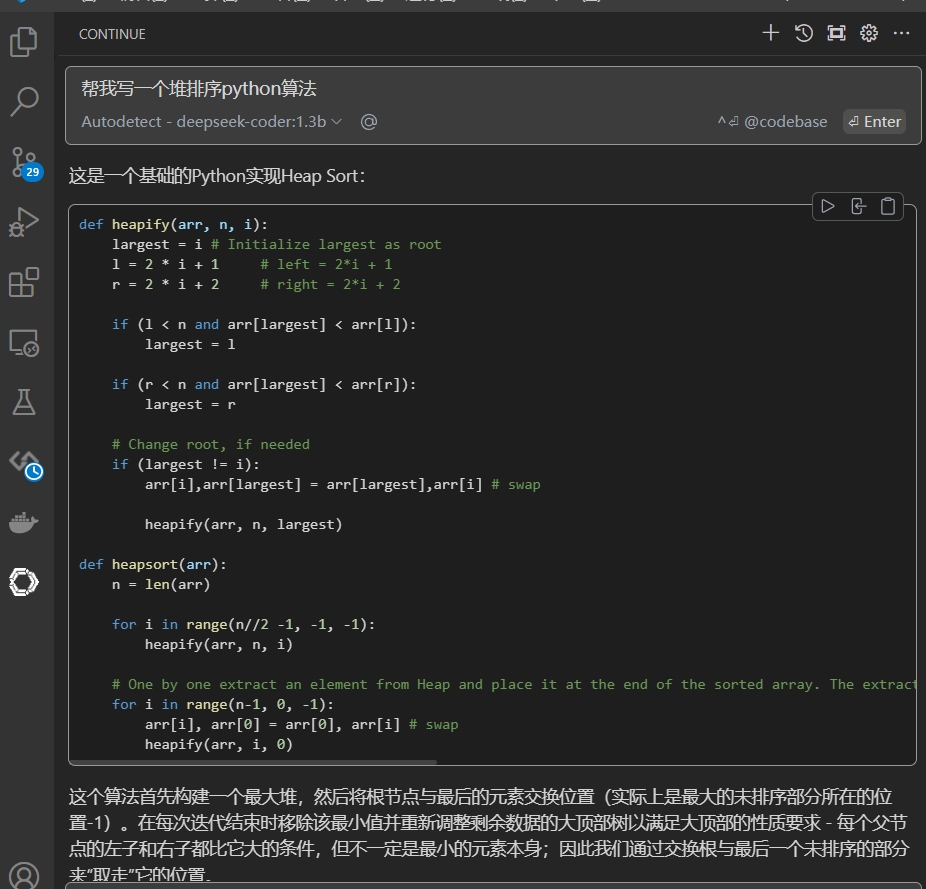 CONTINUE
帮我写一个堆排序python算法
Autodetect - deepseek-coder:1.3b @ ^⏎ @codebase ⏎ Enter
29
这是一个基础的Python实现Heap Sort：
def heapify(arr, n, i):
    largest = i # Initialize largest as root
    l = 2 * i + 1     # left = 2*i + 1
    r = 2 * i + 2     # right = 2*i + 2
    if (l < n and arr[largest] < arr[l]):
        largest = l
    if (r < n and arr[largest] < arr[r]):
        largest = r
    # Change root, if needed
    if (largest != i):
        arr[i],arr[largest] = arr[largest],arr[i] # swap
        heapify(arr, n, largest)
def heapsort(arr):
    n = len(arr)
    for i in range(n//2 -1, -1, -1):
        heapify(arr, n, i)
    # One by one extract an element from Heap and place it at the end of the sorted array. The extract
    for i in range(n-1, 0, -1):
        arr[i], arr[0] = arr[0], arr[i] # swap
        heapify(arr, i, 0)
这个算法首先构建一个最大堆，然后将根节点与最后的元素交换位置（实际上是最大的未排序部分所在的位
置-1）。在每次迭代结束时移除该最小值并重新调整剩余数据的大顶部树以满足大顶部的性质要求 - 每个父节
点的左子和右子都比它大的条件，但不一定是最小的元素本身；因此我们通过交换根与最后一个未排序的部分
来“取走”它的位置。